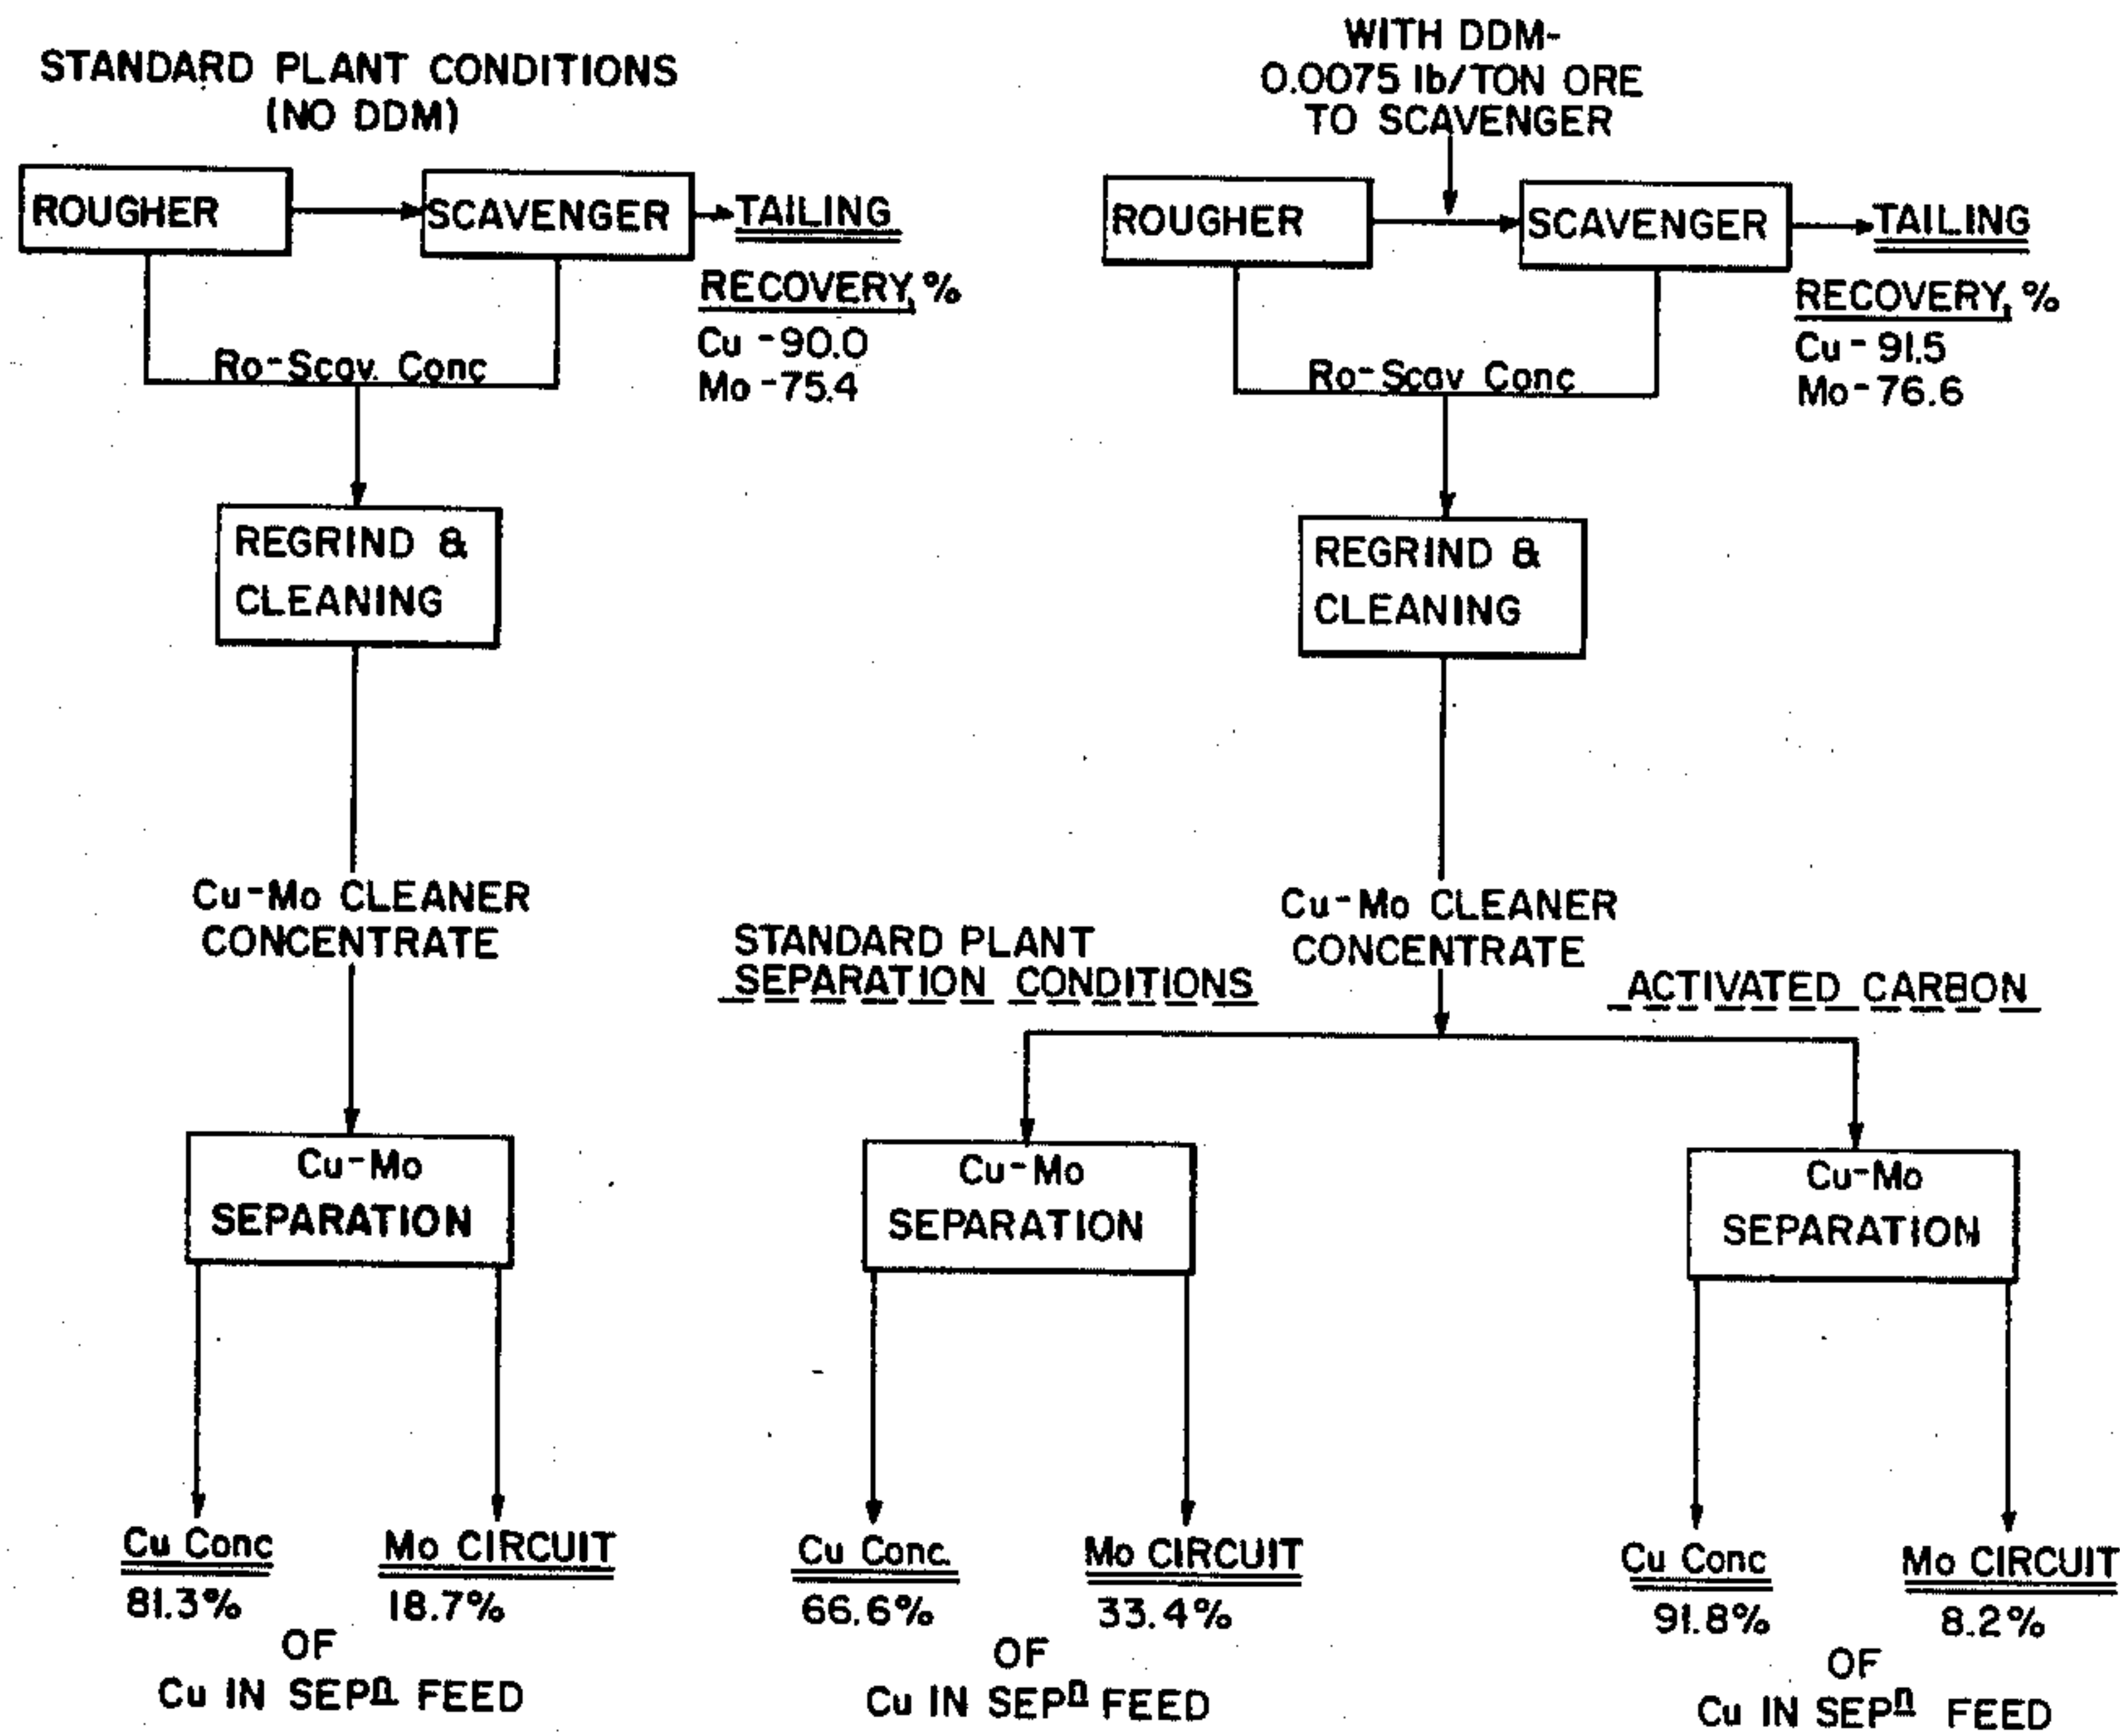 STANDARD PLANT CONDITIONS
(NO DDM)
ROUGHER
SCAVENGER
TAILING
RECOVERY, %
Cu -90.0
Mo -75.4
Ro-Scav. Conc
REGRIND &
CLEANING
Cu-Mo CLEANER
CONCENTRATE
Cu-Mo
SEPARATION
Cu Conc
81.3%
Mo CIRCUIT
18.7%
OF
Cu IN SEPn FEED
WITH DDM-
0.0075 lb/TON ORE
TO SCAVENGER
ROUGHER
SCAVENGER
TAILING
RECOVERY, %
Cu - 91.5
Mo - 76.6
Ro-Scav Conc
REGRIND &
CLEANING
Cu-Mo CLEANER
CONCENTRATE
STANDARD PLANT
SEPARATION CONDITIONS
Cu-Mo
SEPARATION
Cu Conc.
66.6%
Mo CIRCUIT
33.4%
OF
Cu IN SEPn FEED
ACTIVATED CARBON
Cu-Mo
SEPARATION
Cu Conc
91.8%
Mo CIRCUIT
8.2%
OF
Cu IN SEPn FEED